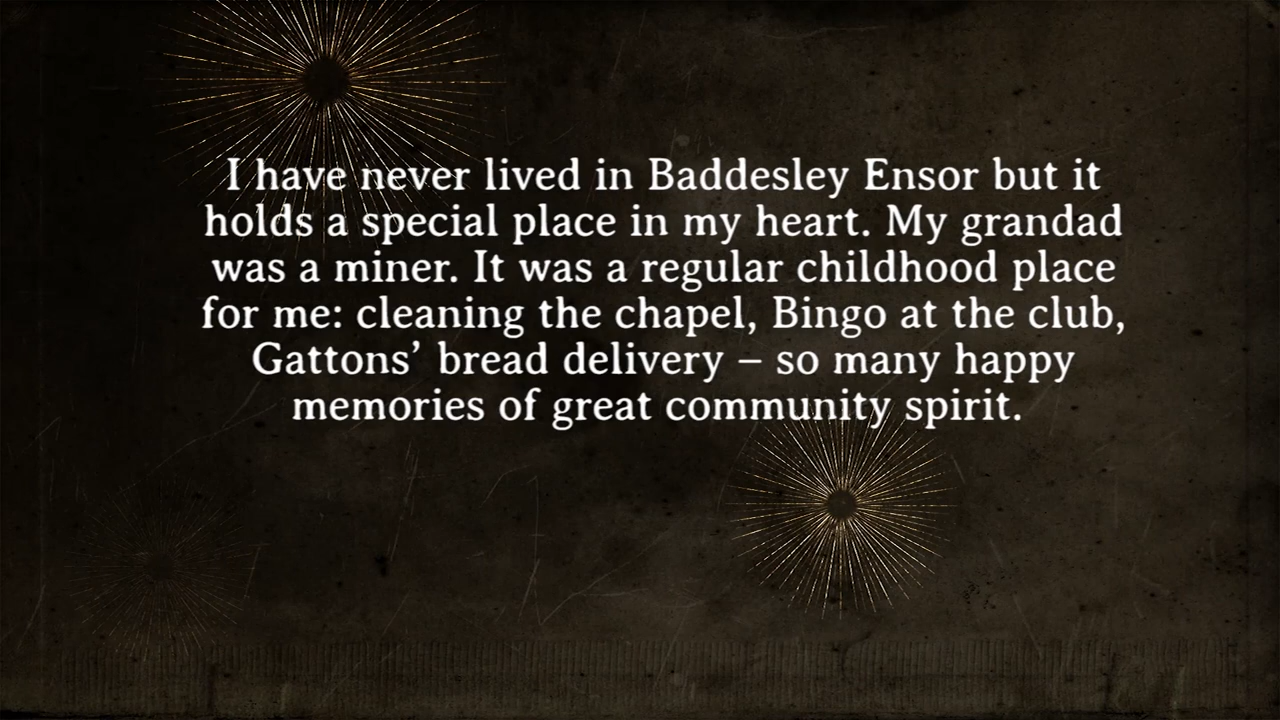 I have never lived in Baddesley Ensor but it
holds a special place in my heart. My grandad
was a miner. It was a regular childhood place
for me: cleaning the chapel, Bingo at the club,
Gattons’ bread delivery – so many happy
memories of great community spirit.